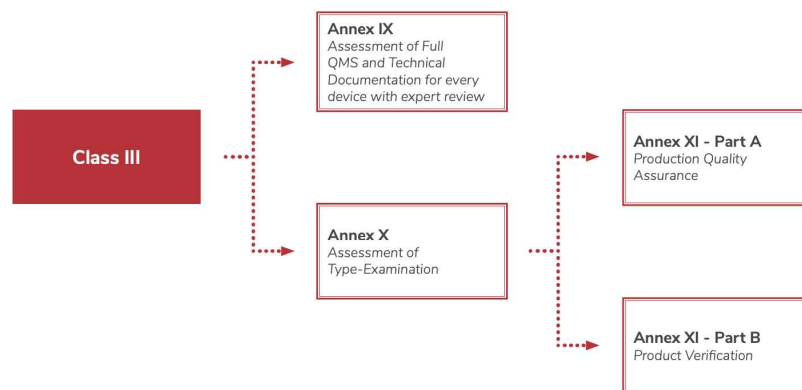 Class III
Annex IX
Assessment of Full
QMS and Technical
Documentation for every
device with expert review
Annex X
Assessment of
Type-Examination
Annex XI - Part A
Production Quality
Assurance
Annex XI - Part B
Product Verification